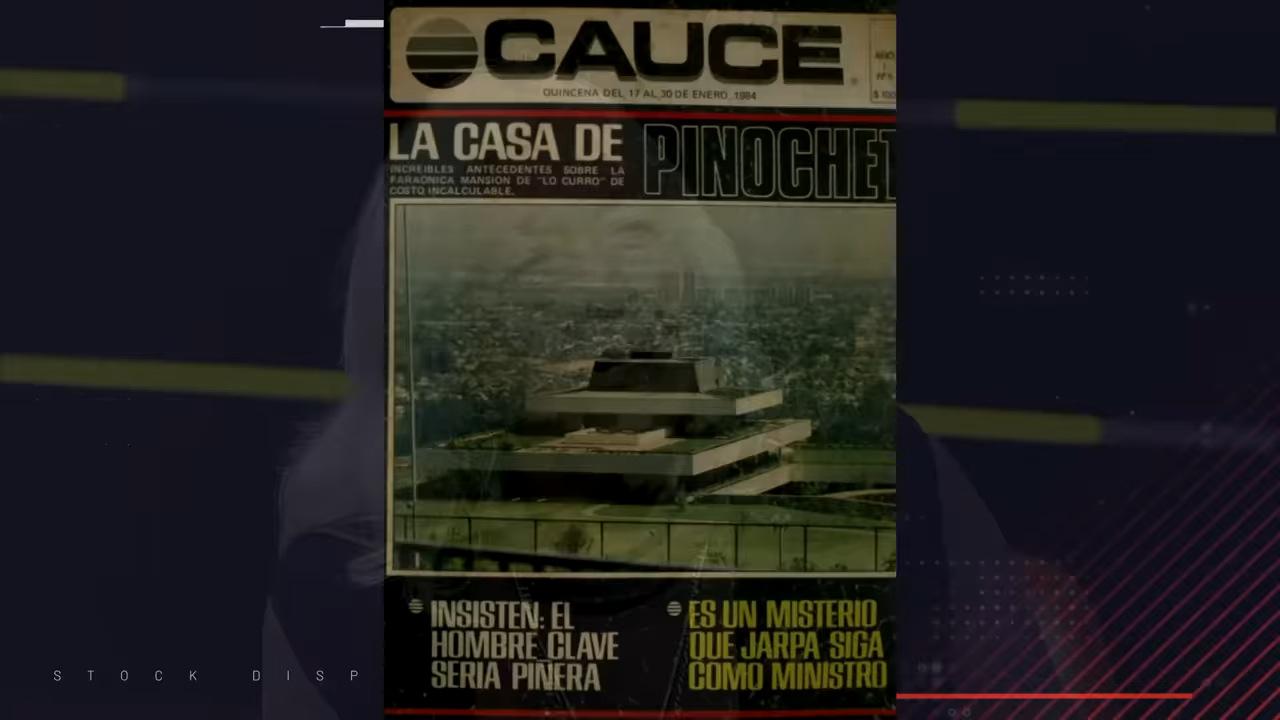 CAUCE
QUINCENA DEL 17 AL 30 DE ENERO 1984
LA CASA DE PINOCHET
INCREIBLES ANTECEDENTES SOBRE LA
FARAONICA MANSION DE "LO CURRO" DE
COSTO INCALCULABLE.
INSISTEN: EL
HOMBRE CLAVE
SERIA PIÑERA
ES UN MISTERIO
QUE JARPA SIGA
COMO MINISTRO
STOCK DISP